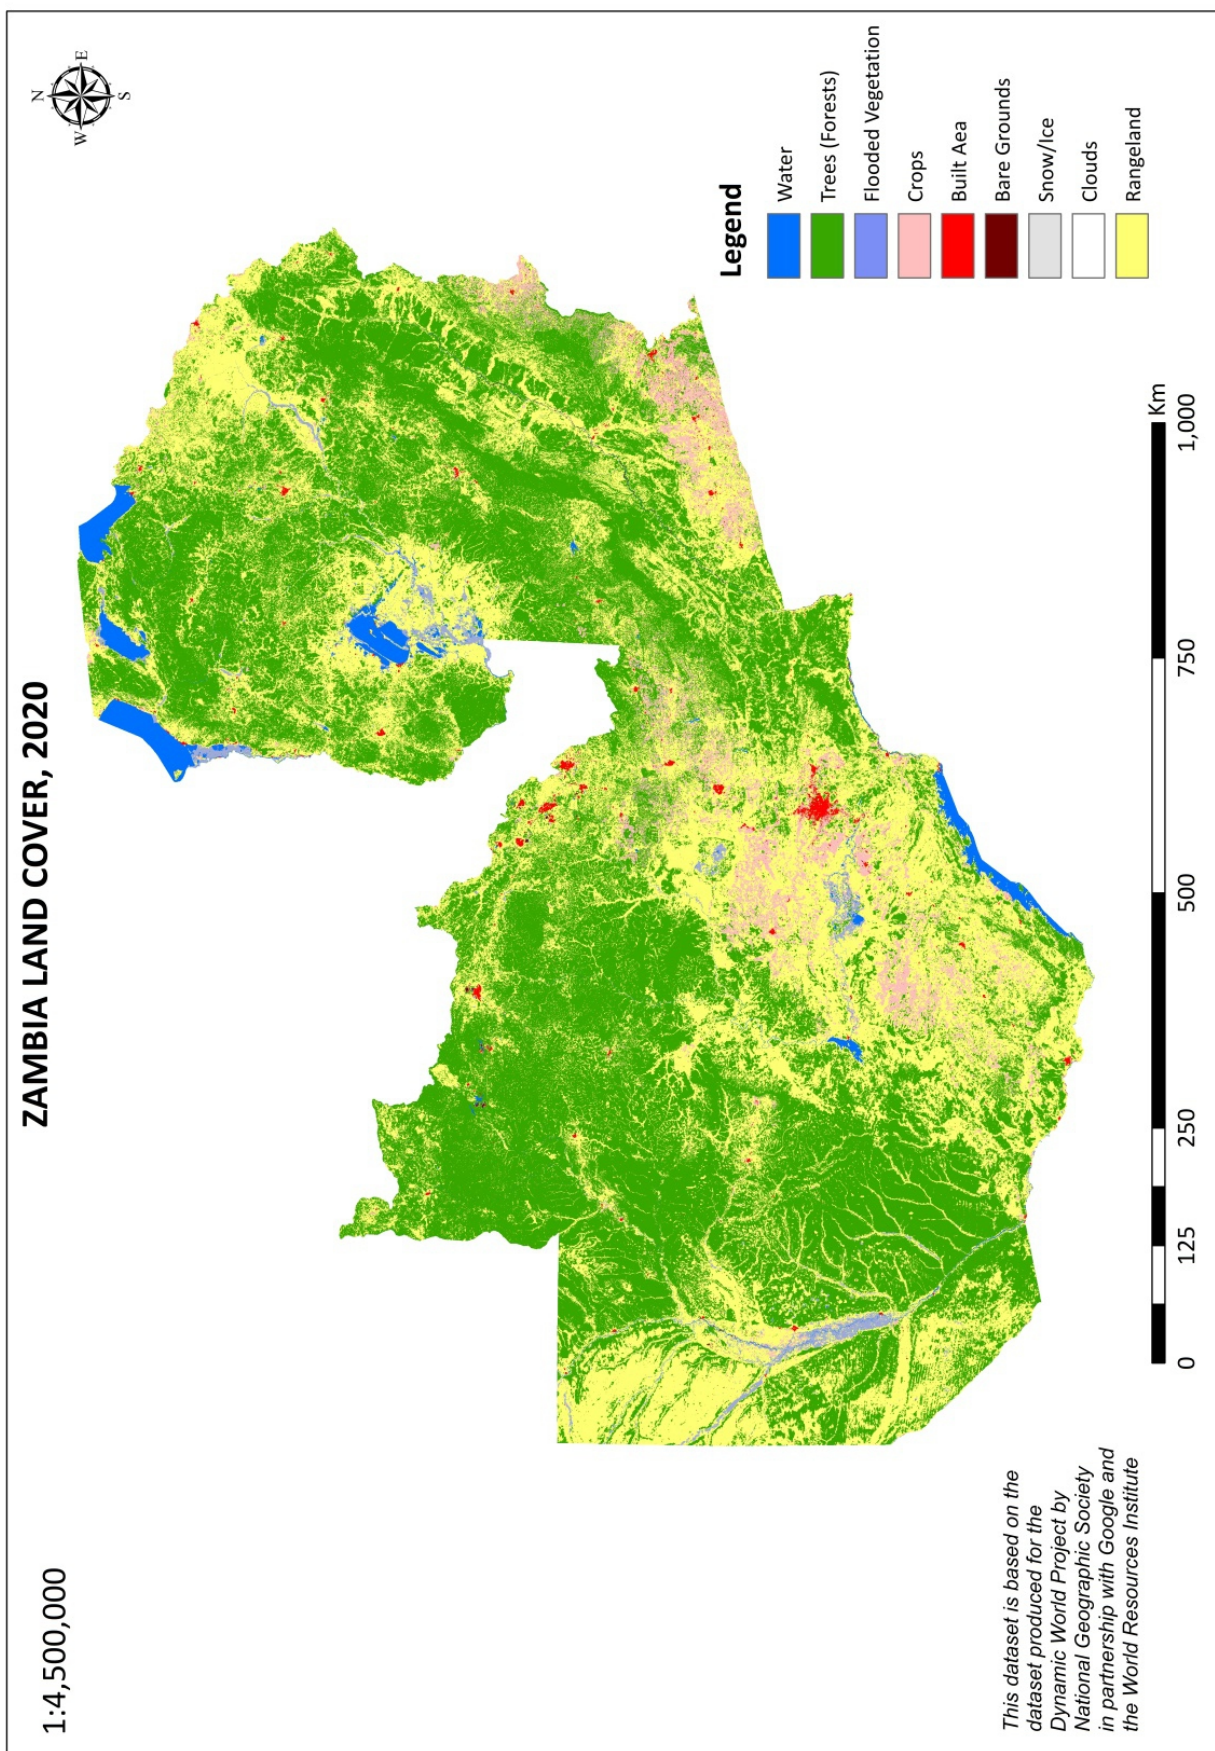 ZAMBIA LAND COVER, 2020
1:4,500,000
N
W
E
S
Legend
Water
Trees (Forests)
Flooded Vegetation
Crops
Built Aea
Bare Grounds
Snow/Ice
Clouds
Rangeland
This dataset is based on the
dataset produced for the
Dynamic World Project by
National Geographic Society
in partnership with Google and
the World Resources Institute
Km
0 125 250 500 750 1,000